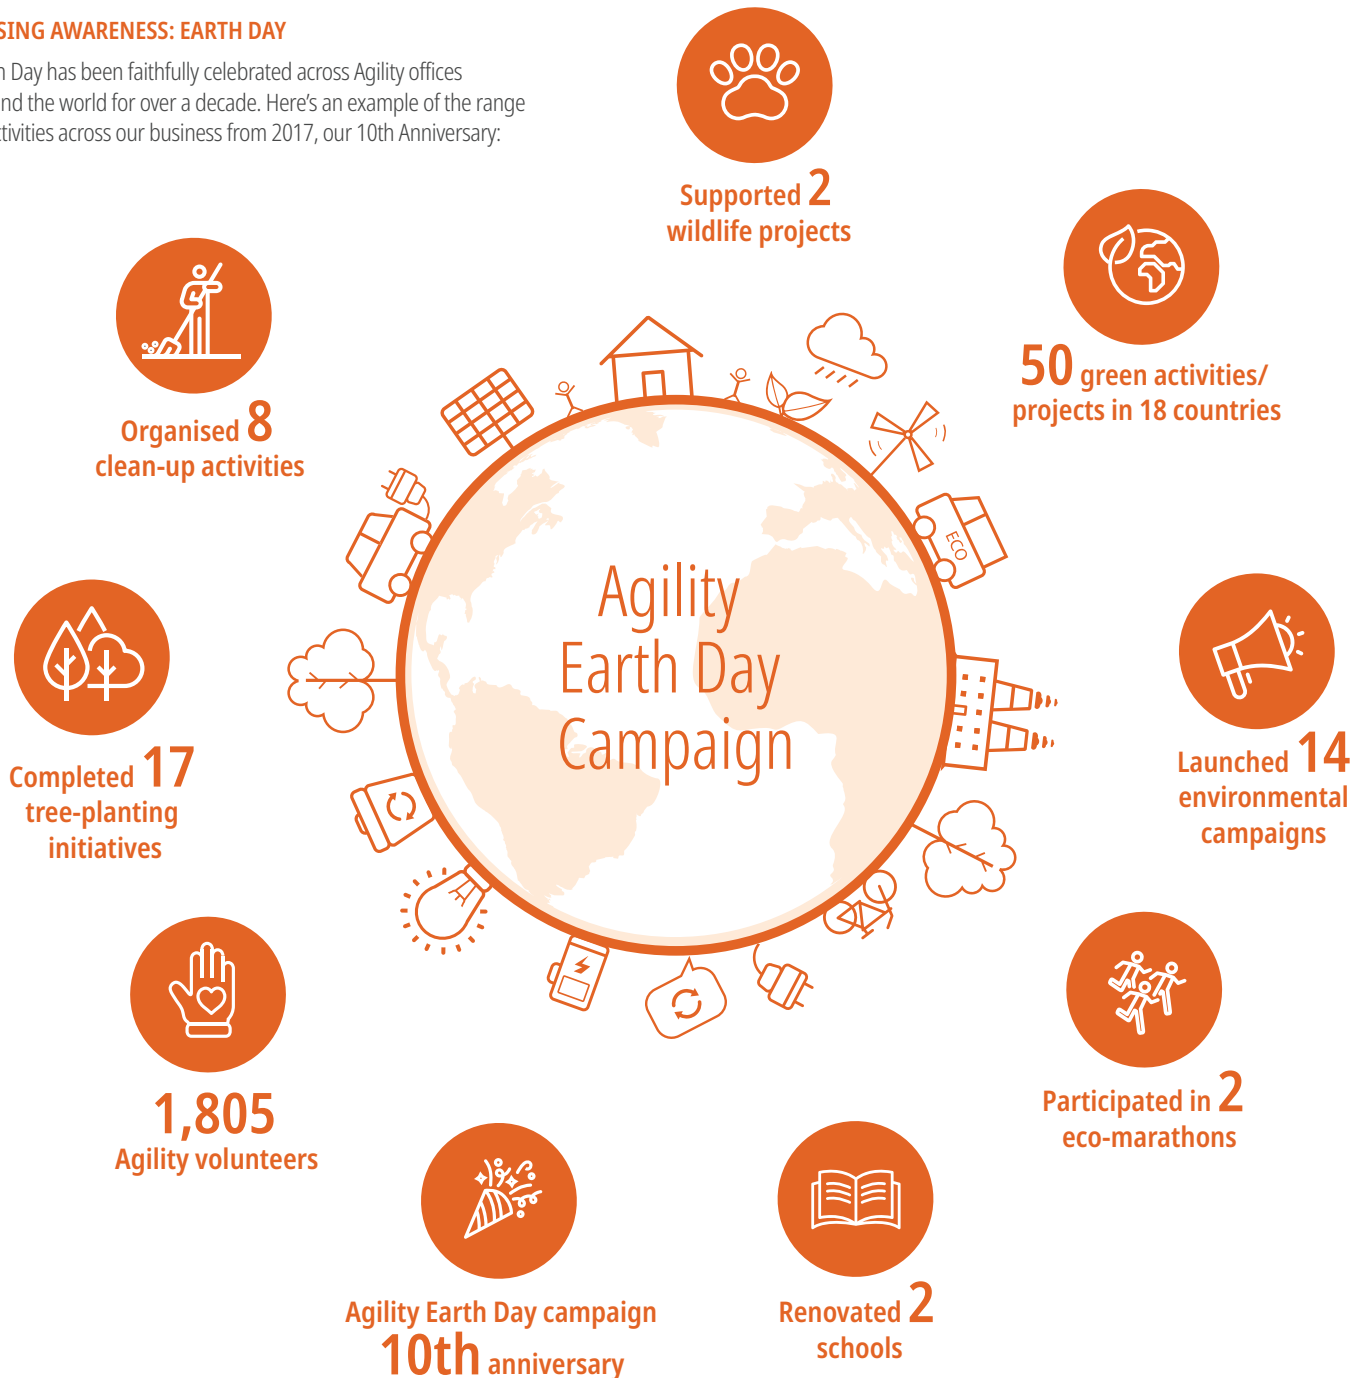 SING AWARENESS: EARTH DAY
h Day has been faithfully celebrated across Agility offices
nd the world for over a decade. Here’s an example of the range
ctivities across our business from 2017, our 10th Anniversary:
Supported 2
wildlife projects
50 green activities/
projects in 18 countries
Organised 8
clean-up activities
ECO
Agility
Earth Day
Campaign
Completed 17
tree-planting
initiatives
Launched 14
environmental
campaigns
1,805
Agility volunteers
Participated in 2
eco-marathons
Agility Earth Day campaign
10th anniversary
Renovated 2
schools